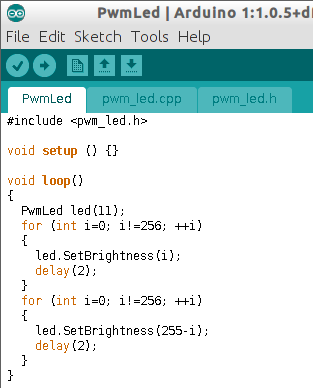 PwmLed | Arduino 1:1.0.5+d
File Edit Sketch Tools Help
PwmLed pwm_led.cpp pwm_led.h
#include <pwm_led.h>
void setup () {}
void loop()
{
PwmLed led(11);
for (int i=0; i!=256; ++i)
{
led.SetBrightness(i);
delay(2);
}
for (int i=0; i!=256; ++i)
{
led.SetBrightness(255-i);
delay(2);
}
}